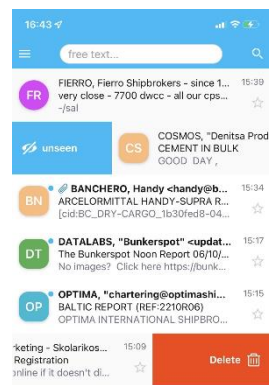 16:43
free text...
FR
FIERRO, Fierro Shipbrokers - since 1...
15:39
very close - 7700 dwcc - all our cps...
-/sal
unseen
CS
COSMOS, "Denitsa Prod
CEMENT IN BULK
GOOD DAY ,
BN
BANCHERO, Handy <handy@b...
15:34
ARCELORMITTAL HANDY-SUPRA R...
[cid:BC_DRY-CARGO_1b30fed8-04...
DT
DATALABS, "Bunkerspot" <updat...
15:17
The Bunkerspot Noon Report 06/10/...
No images? Click here https://bunk...
OP
OPTIMA, "chartering@optimashi...
15:15
BALTIC REPORT (REF:2210R06)
OPTIMA INTERNATIONAL SHIPBRO...
rketing - Skolarikos...
15:09
Registration
online if it doesn't di...
Delete